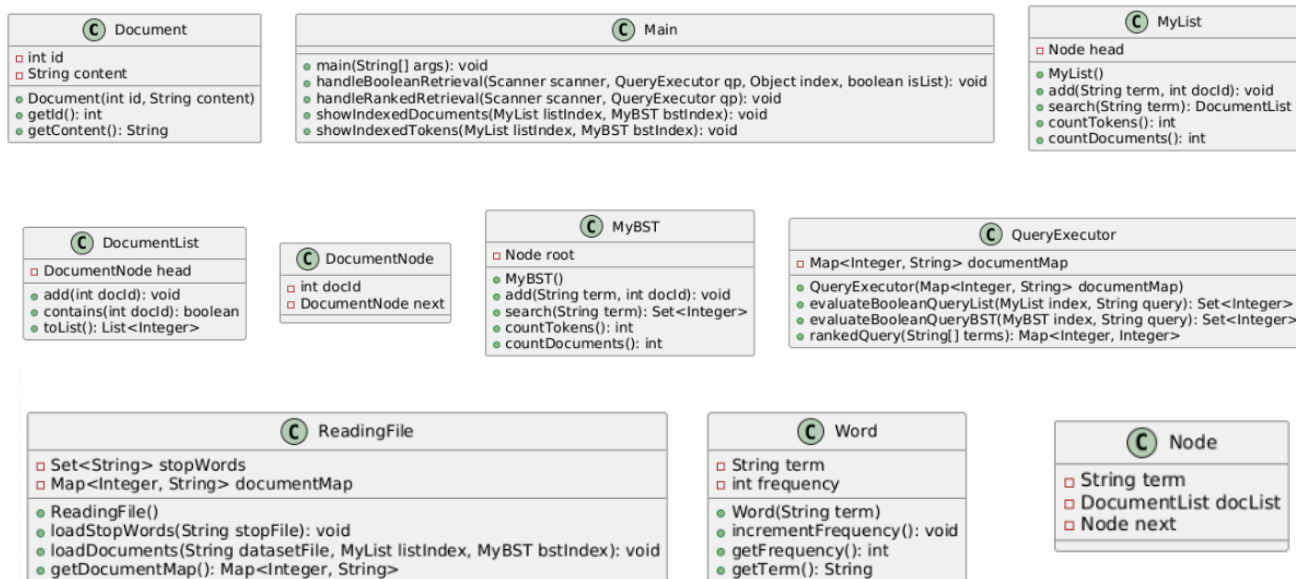 C Document
int id
String content
Document(int id, String content)
getId(): int
getContent(): String
C Main
main(String[] args): void
handleBooleanRetrieval(Scanner scanner, QueryExecutor qp, Object index, boolean isList): void
handleRankedRetrieval(Scanner scanner, QueryExecutor qp): void
showIndexedDocuments(MyList listIndex, MyBST bstIndex): void
showIndexedTokens(MyList listIndex, MyBST bstIndex): void
C MyList
Node head
MyList()
add(String term, int docId): void
search(String term): DocumentList
countTokens(): int
countDocuments(): int
C DocumentList
DocumentNode head
add(int docId): void
contains(int docId): boolean
toList(): List<Integer>
C DocumentNode
int docId
DocumentNode next
C MyBST
Node root
MyBST()
add(String term, int docId): void
search(String term): Set<Integer>
countTokens(): int
countDocuments(): int
C QueryExecutor
Map<Integer, String> documentMap
QueryExecutor(Map<Integer, String> documentMap)
evaluateBooleanQueryList(MyList index, String query): Set<Integer>
evaluateBooleanQueryBST(MyBST index, String query): Set<Integer>
rankedQuery(String[] terms): Map<Integer, Integer>
C ReadingFile
Set<String> stopWords
Map<Integer, String> documentMap
ReadingFile()
loadStopWords(String stopFile): void
loadDocuments(String datasetFile, MyList listIndex, MyBST bstIndex): void
getDocumentMap(): Map<Integer, String>
C Word
String term
int frequency
Word(String term)
incrementFrequency(): void
getFrequency(): int
getTerm(): String
C Node
String term
DocumentList docList
Node next